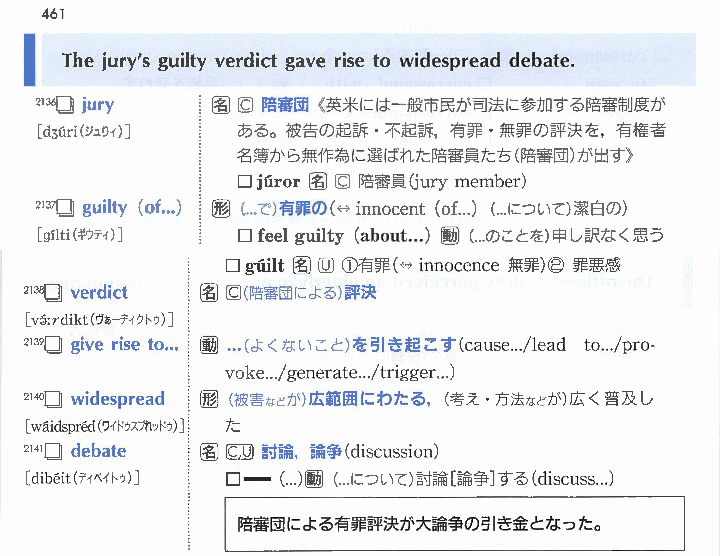 461
The jury's guilty verdict gave rise to widespread debate.
2136 □ jury 名 C 陪審団《英米には一般市民が司法に参加する陪審制度が
[dʒúri(ジュウィ)] ある。被告の起訴・不起訴，有罪・無罪の評決を，有権者
名簿から無作為に選ばれた陪審員たち(陪審団)が出す》
□ júror 名 C 陪審員(jury member)
2137 □ guilty (of...) 形 (...で)有罪の(↔ innocent (of...) (...について)潔白の)
[gílti(ギウティ)] □ feel guilty (about...) 動 (...のことを)申し訳なく思う
□ gúilt 名 U ①有罪(↔ innocence 無罪)② 罪悪感
2138 □ verdict 名 C(陪審団による)評決
[və́:rdikt(ヴァーディクトゥ)]
2139 □ give rise to... 動 ...(よくないこと)を引き起こす(cause.../lead to.../pro-
voke.../generate.../trigger...)
2140 □ widespread 形 (被害などが)広範囲にわたる，(考え・方法などが)広く普及し
[wáidspréd(ワイドゥスプレッドゥ)] た
2141 □ debate 名 C,U 討論，論争(discussion)
[dibéit(ディベイトゥ)] □ — (...)動 (...について)討論[論争]する(discuss...)
陪審団による有罪評決が大論争の引き金となった。